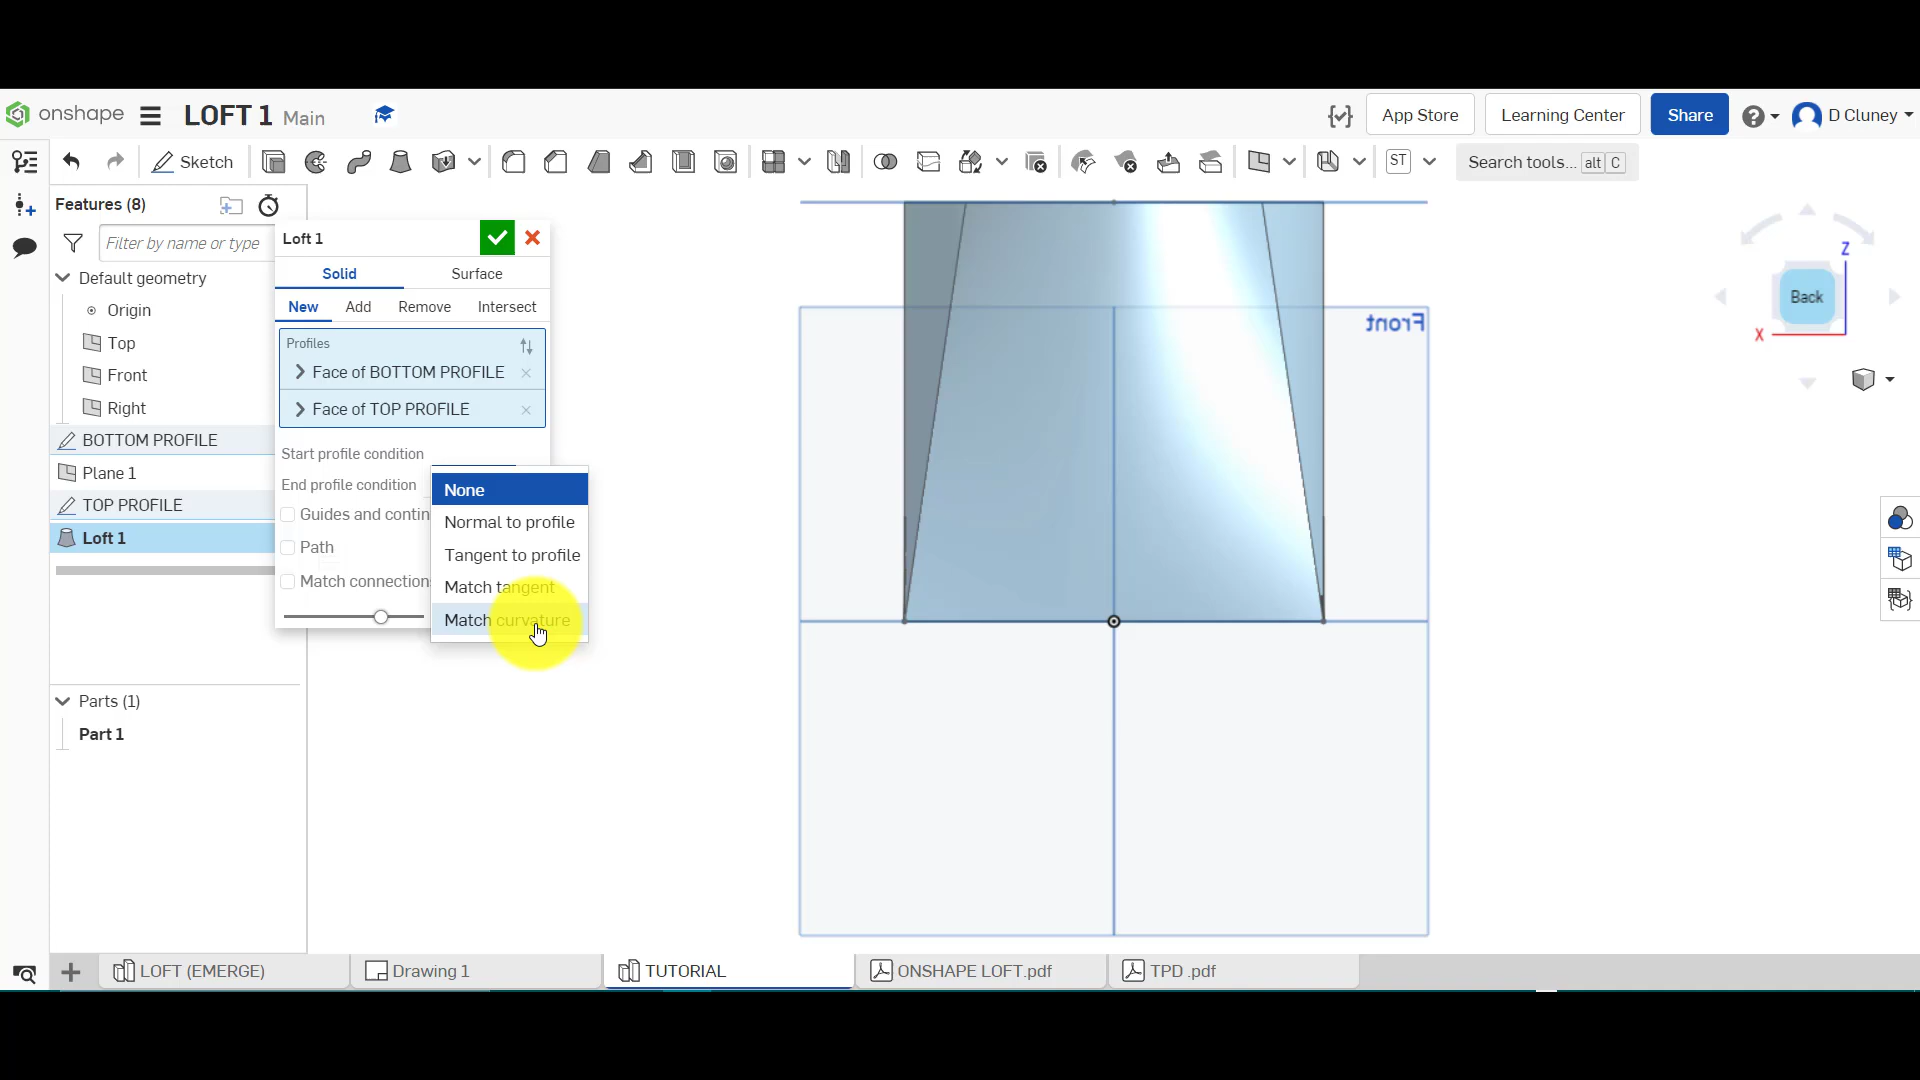 onshape LOFT 1 Main
App Store
Learning Center
Share
D Cluney
Sketch
ST
Search tools... alt C
Features (8)
Filter by name or type
Default geometry
Origin
Top
Front
Right
BOTTOM PROFILE
Plane 1
TOP PROFILE
Loft 1
Loft 1
Solid
Surface
New
Add
Remove
Intersect
Profiles
Face of BOTTOM PROFILE
Face of TOP PROFILE
Start profile condition
End profile condition
Guides and contin
Path
Match connection
None
Normal to profile
Tangent to profile
Match tangent
Match curvature
Front
Z
Back
X
Parts (1)
Part 1
LOFT (EMERGE)
Drawing 1
TUTORIAL
ONSHAPE LOFT.pdf
TPD .pdf